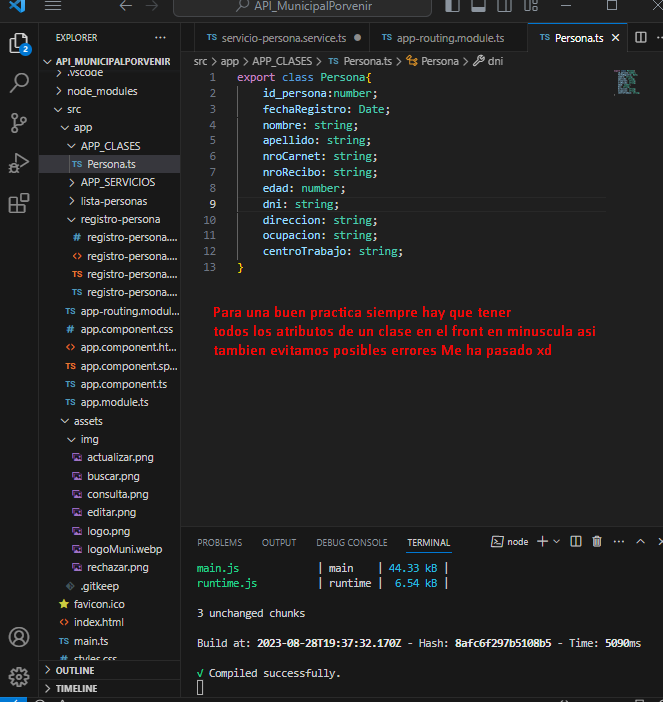 API_MunicipalPorvenir
EXPLORER
API_MUNICIPALPORVENIR
.vscode
node_modules
src
app
APP_CLASES
TS Persona.ts
APP_SERVICIOS
lista-personas
registro-persona
# registro-persona....
<> registro-persona....
TS registro-persona....
TS registro-persona....
TS app-routing.modul...
# app.component.css
<> app.component.ht...
TS app.component.sp...
TS app.component.ts
TS app.module.ts
assets
img
actualizar.png
buscar.png
consulta.png
editar.png
logo.png
logoMuni.webp
rechazar.png
.gitkeep
favicon.ico
<> index.html
TS main.ts
# styles.css
OUTLINE
TIMELINE
2
TS servicio-persona.service.ts
TS app-routing.module.ts
TS Persona.ts
src > app > APP_CLASES > TS Persona.ts > Persona > dni
1 export class Persona{
2 id_persona:number;
3 fechaRegistro: Date;
4 nombre: string;
5 apellido: string;
6 nroCarnet: string;
7 nroRecibo: string;
8 edad: number;
9 dni: string;
10 direccion: string;
11 ocupacion: string;
12 centroTrabajo: string;
13 }
Para una buen practica siempre hay que tener
todos los atributos de un clase en el front en minuscula asi
tambien evitamos posibles errores Me ha pasado xd
PROBLEMS OUTPUT DEBUG CONSOLE TERMINAL
node
main.js | main | 44.33 kB |
runtime.js | runtime | 6.54 kB |
3 unchanged chunks
Build at: 2023-08-28T19:37:32.170Z - Hash: 8afc6f297b5108b5 - Time: 5090ms
√ Compiled successfully.